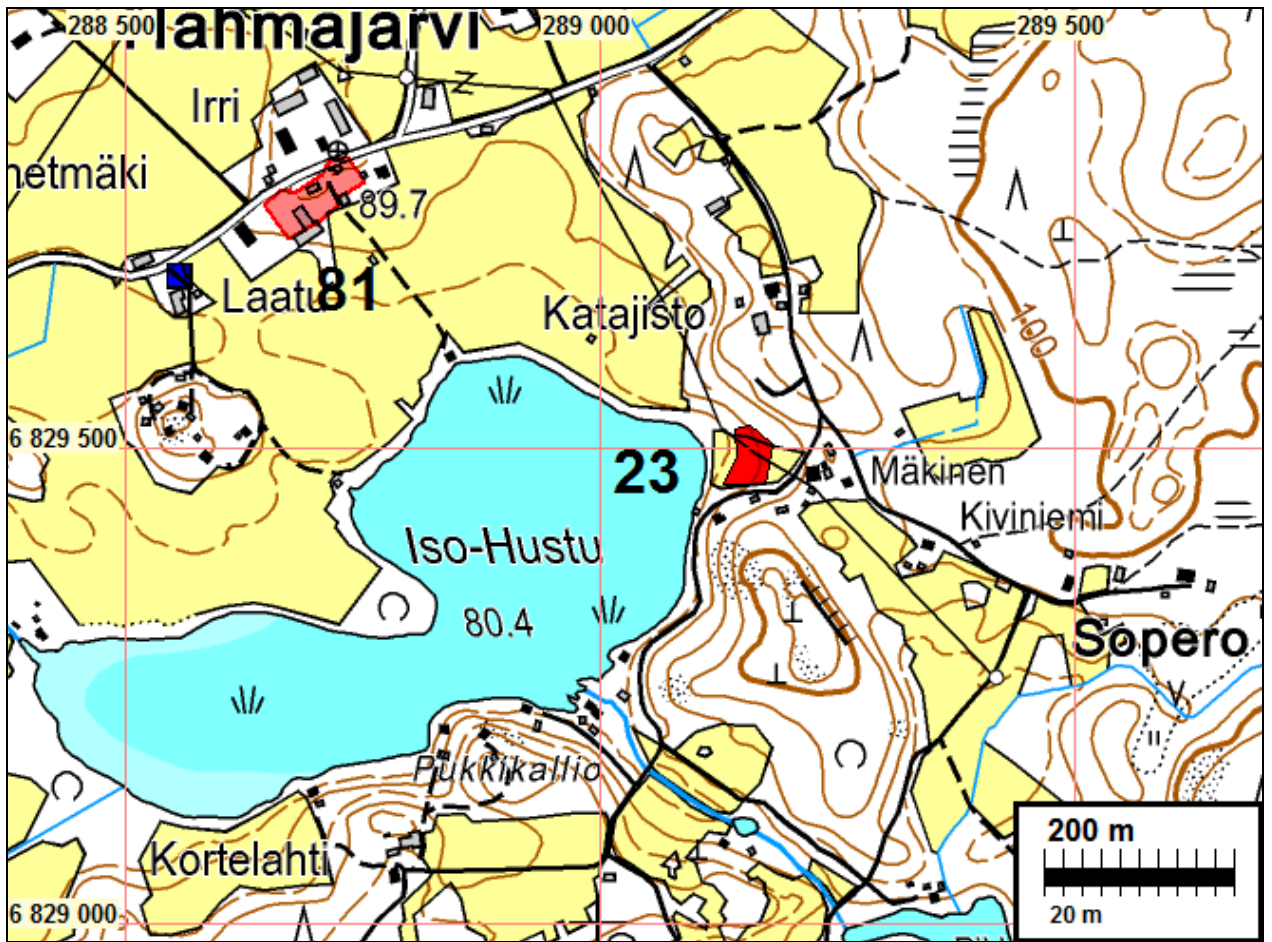 288 500
289 000
289 500
Irri
netmäki
89.7
Laatu
81
Katajisto
100
6 829 500
23
Mäkinen
Kiviniemi
Iso-Hustu
80.4
Sopero
Pukkikallio
Kortelahti
200 m
20 m
6 829 000